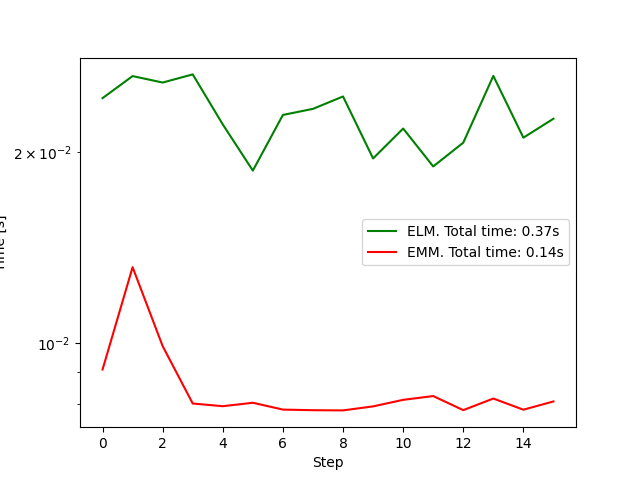 2 × 10⁻²
Time [s]
ELM. Total time: 0.37s
EMM. Total time: 0.14s
10⁻²
0 2 4 6 8 10 12 14
Step